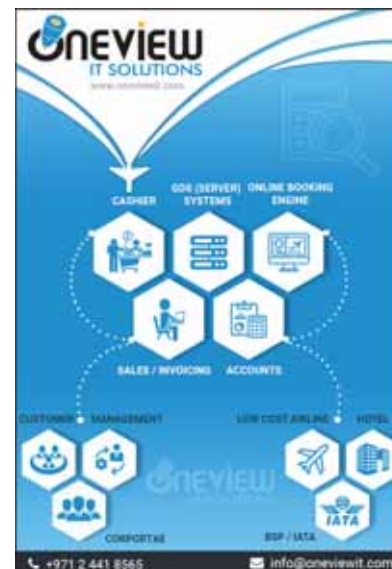 ONEVIEW
IT SOLUTIONS
CASHIER
GDS (SERVER) SYSTEMS
ONLINE BOOKING ENGINE
SALES / INVOICING
ACCOUNTS
CUSTOMER
MANAGEMENT
CORPORTAE
LOW COST AIRLINE
HOTEL
IATA
BSP / IATA
ONEVIEW
+971 2 441 8565
info@oneviewit.com